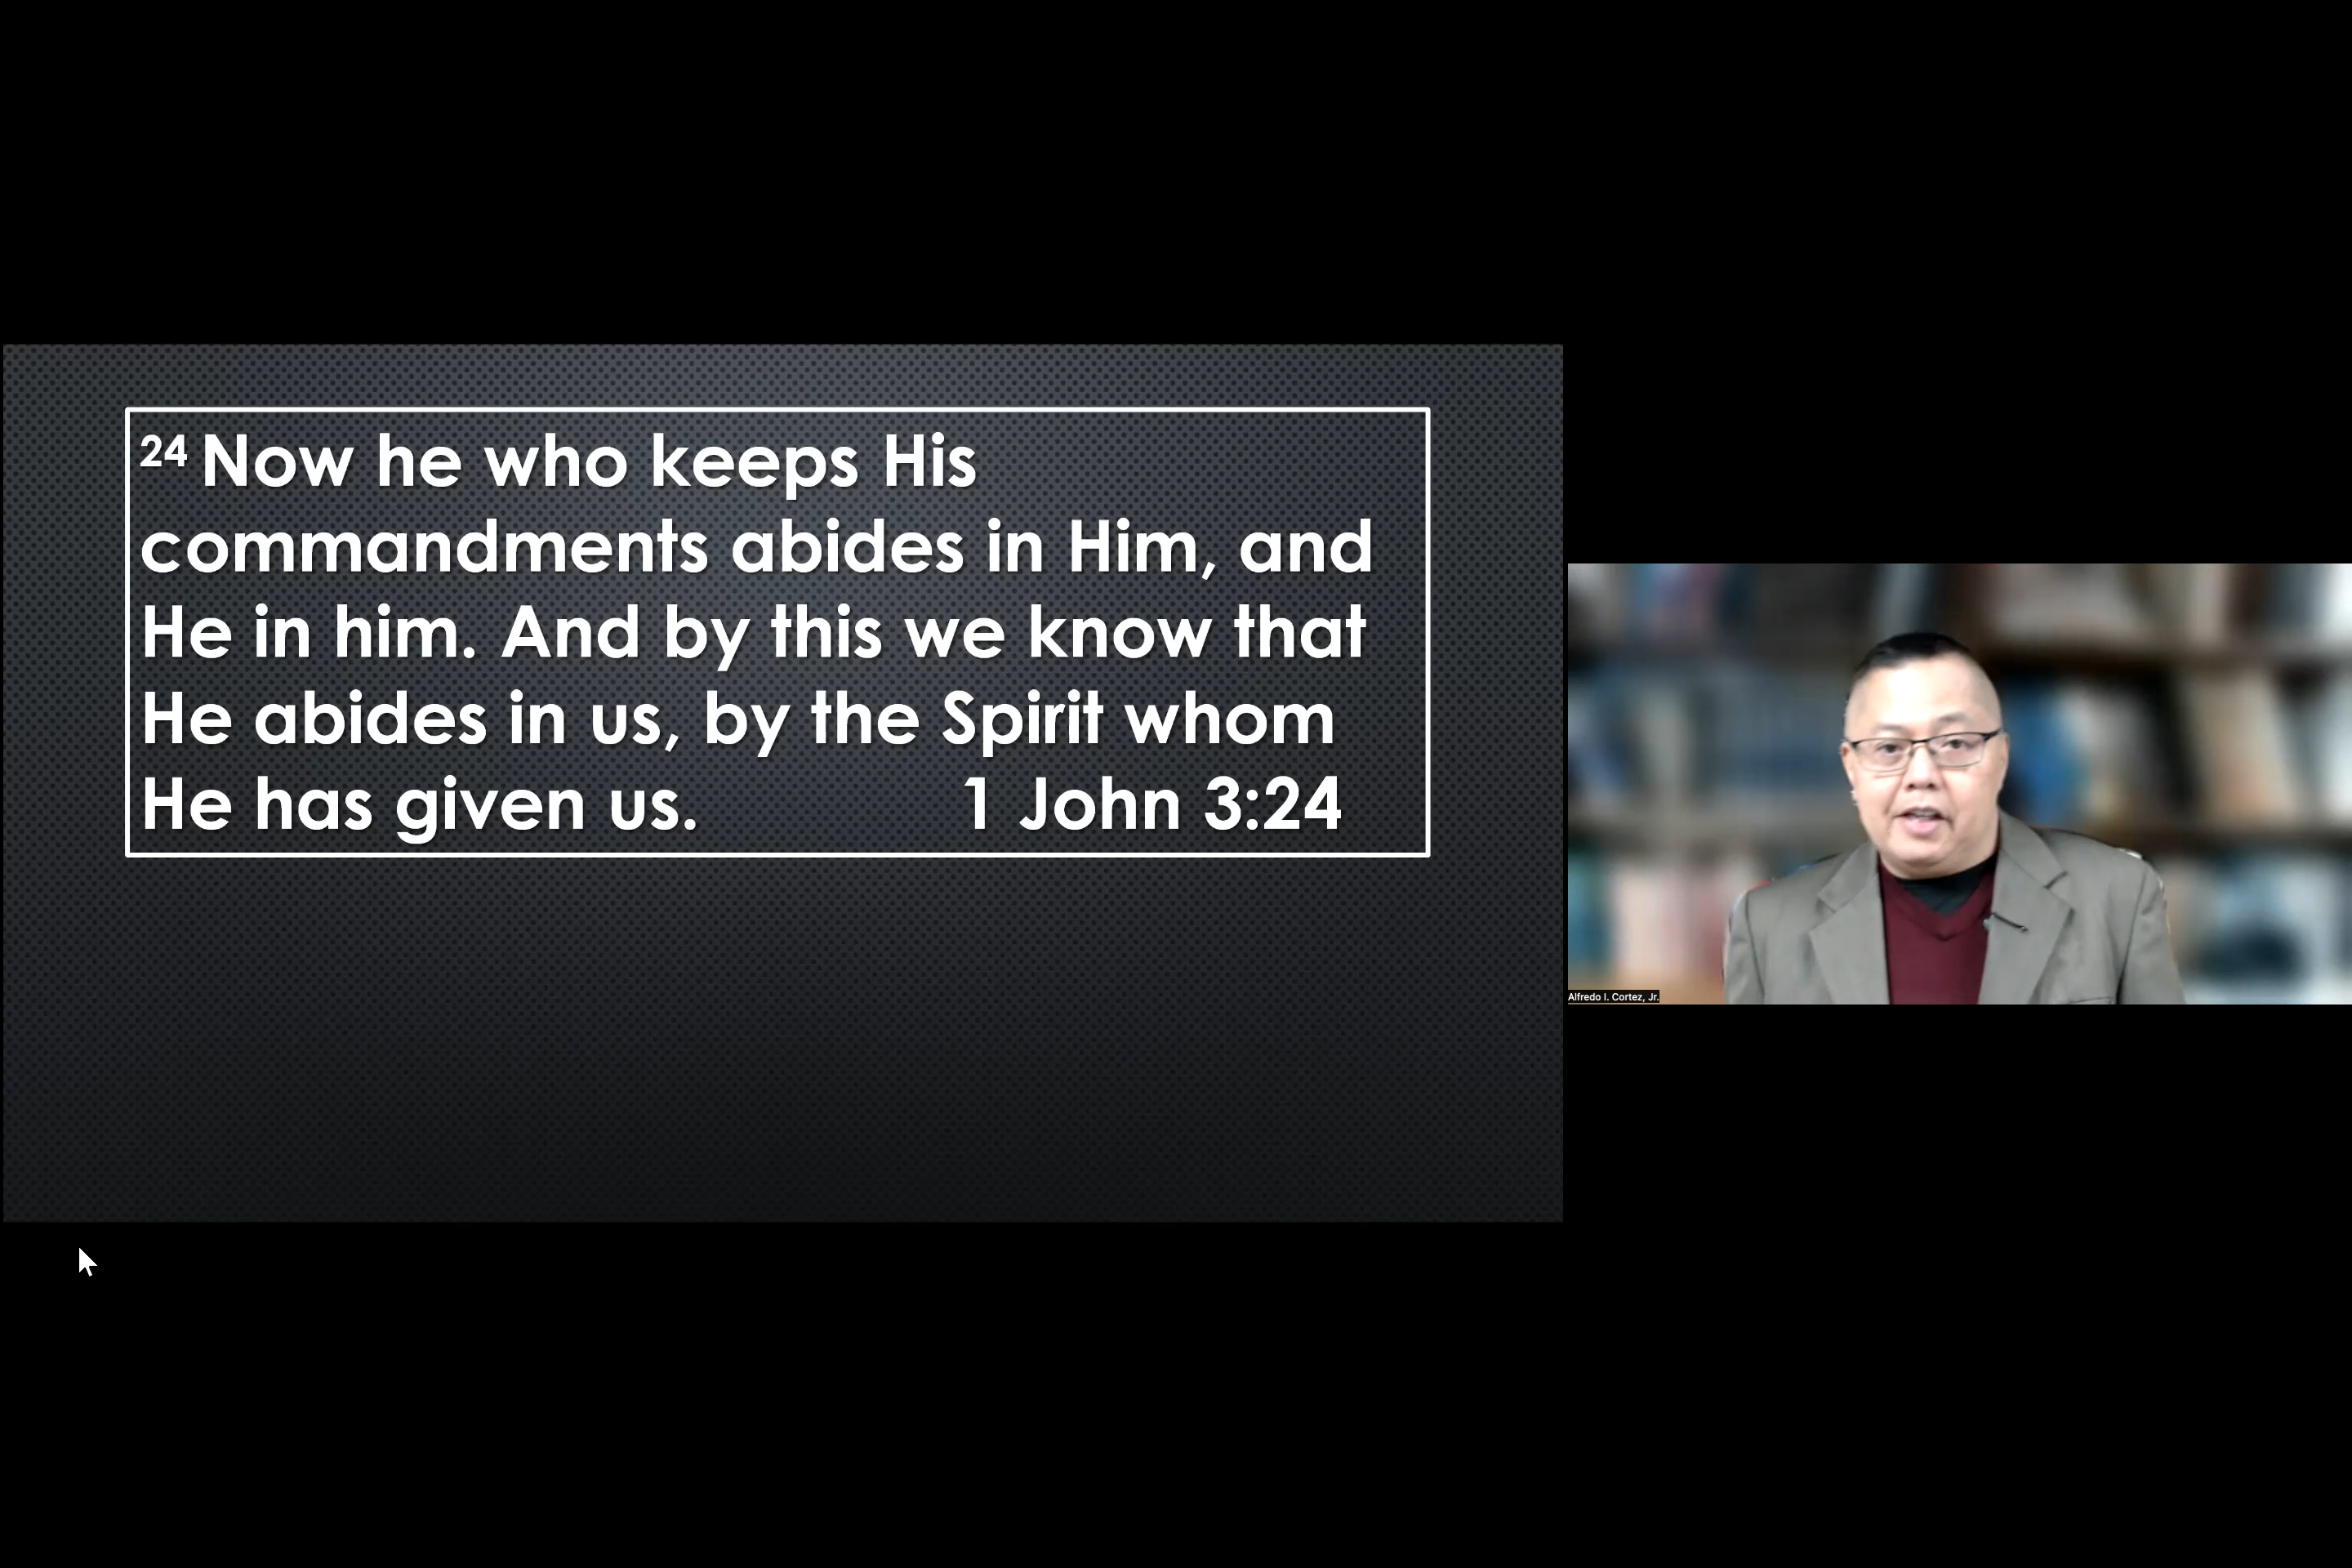 24 Now he who keeps His
commandments abides in Him, and
He in him. And by this we know that
He abides in us, by the Spirit whom
He has given us. 1 John 3:24
Alfredo I. Cortez, Jr.